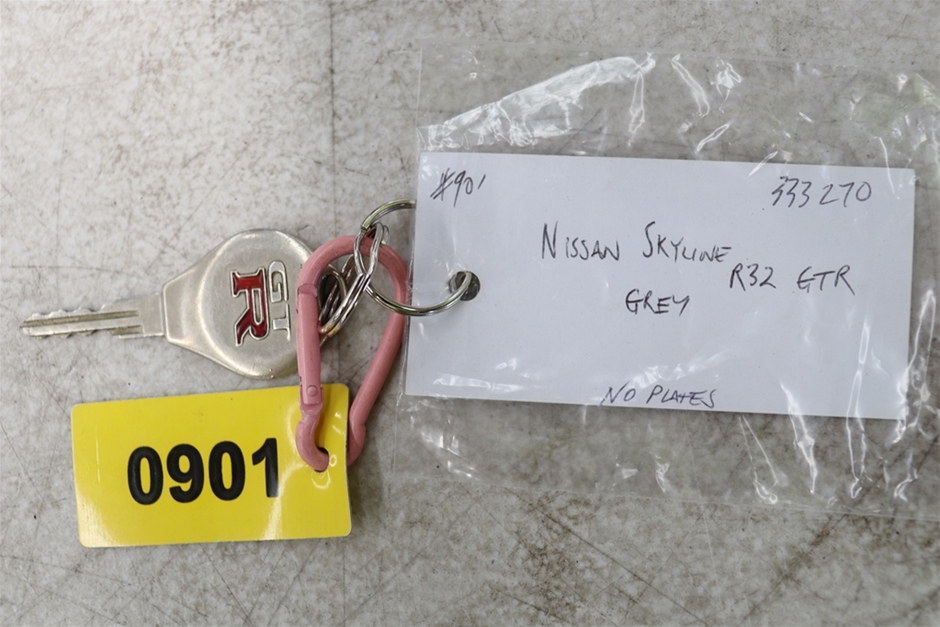 #901
333270
NISSAN SKYLINE R32 GTR
GREY
NO PLATES
GT
R
0901